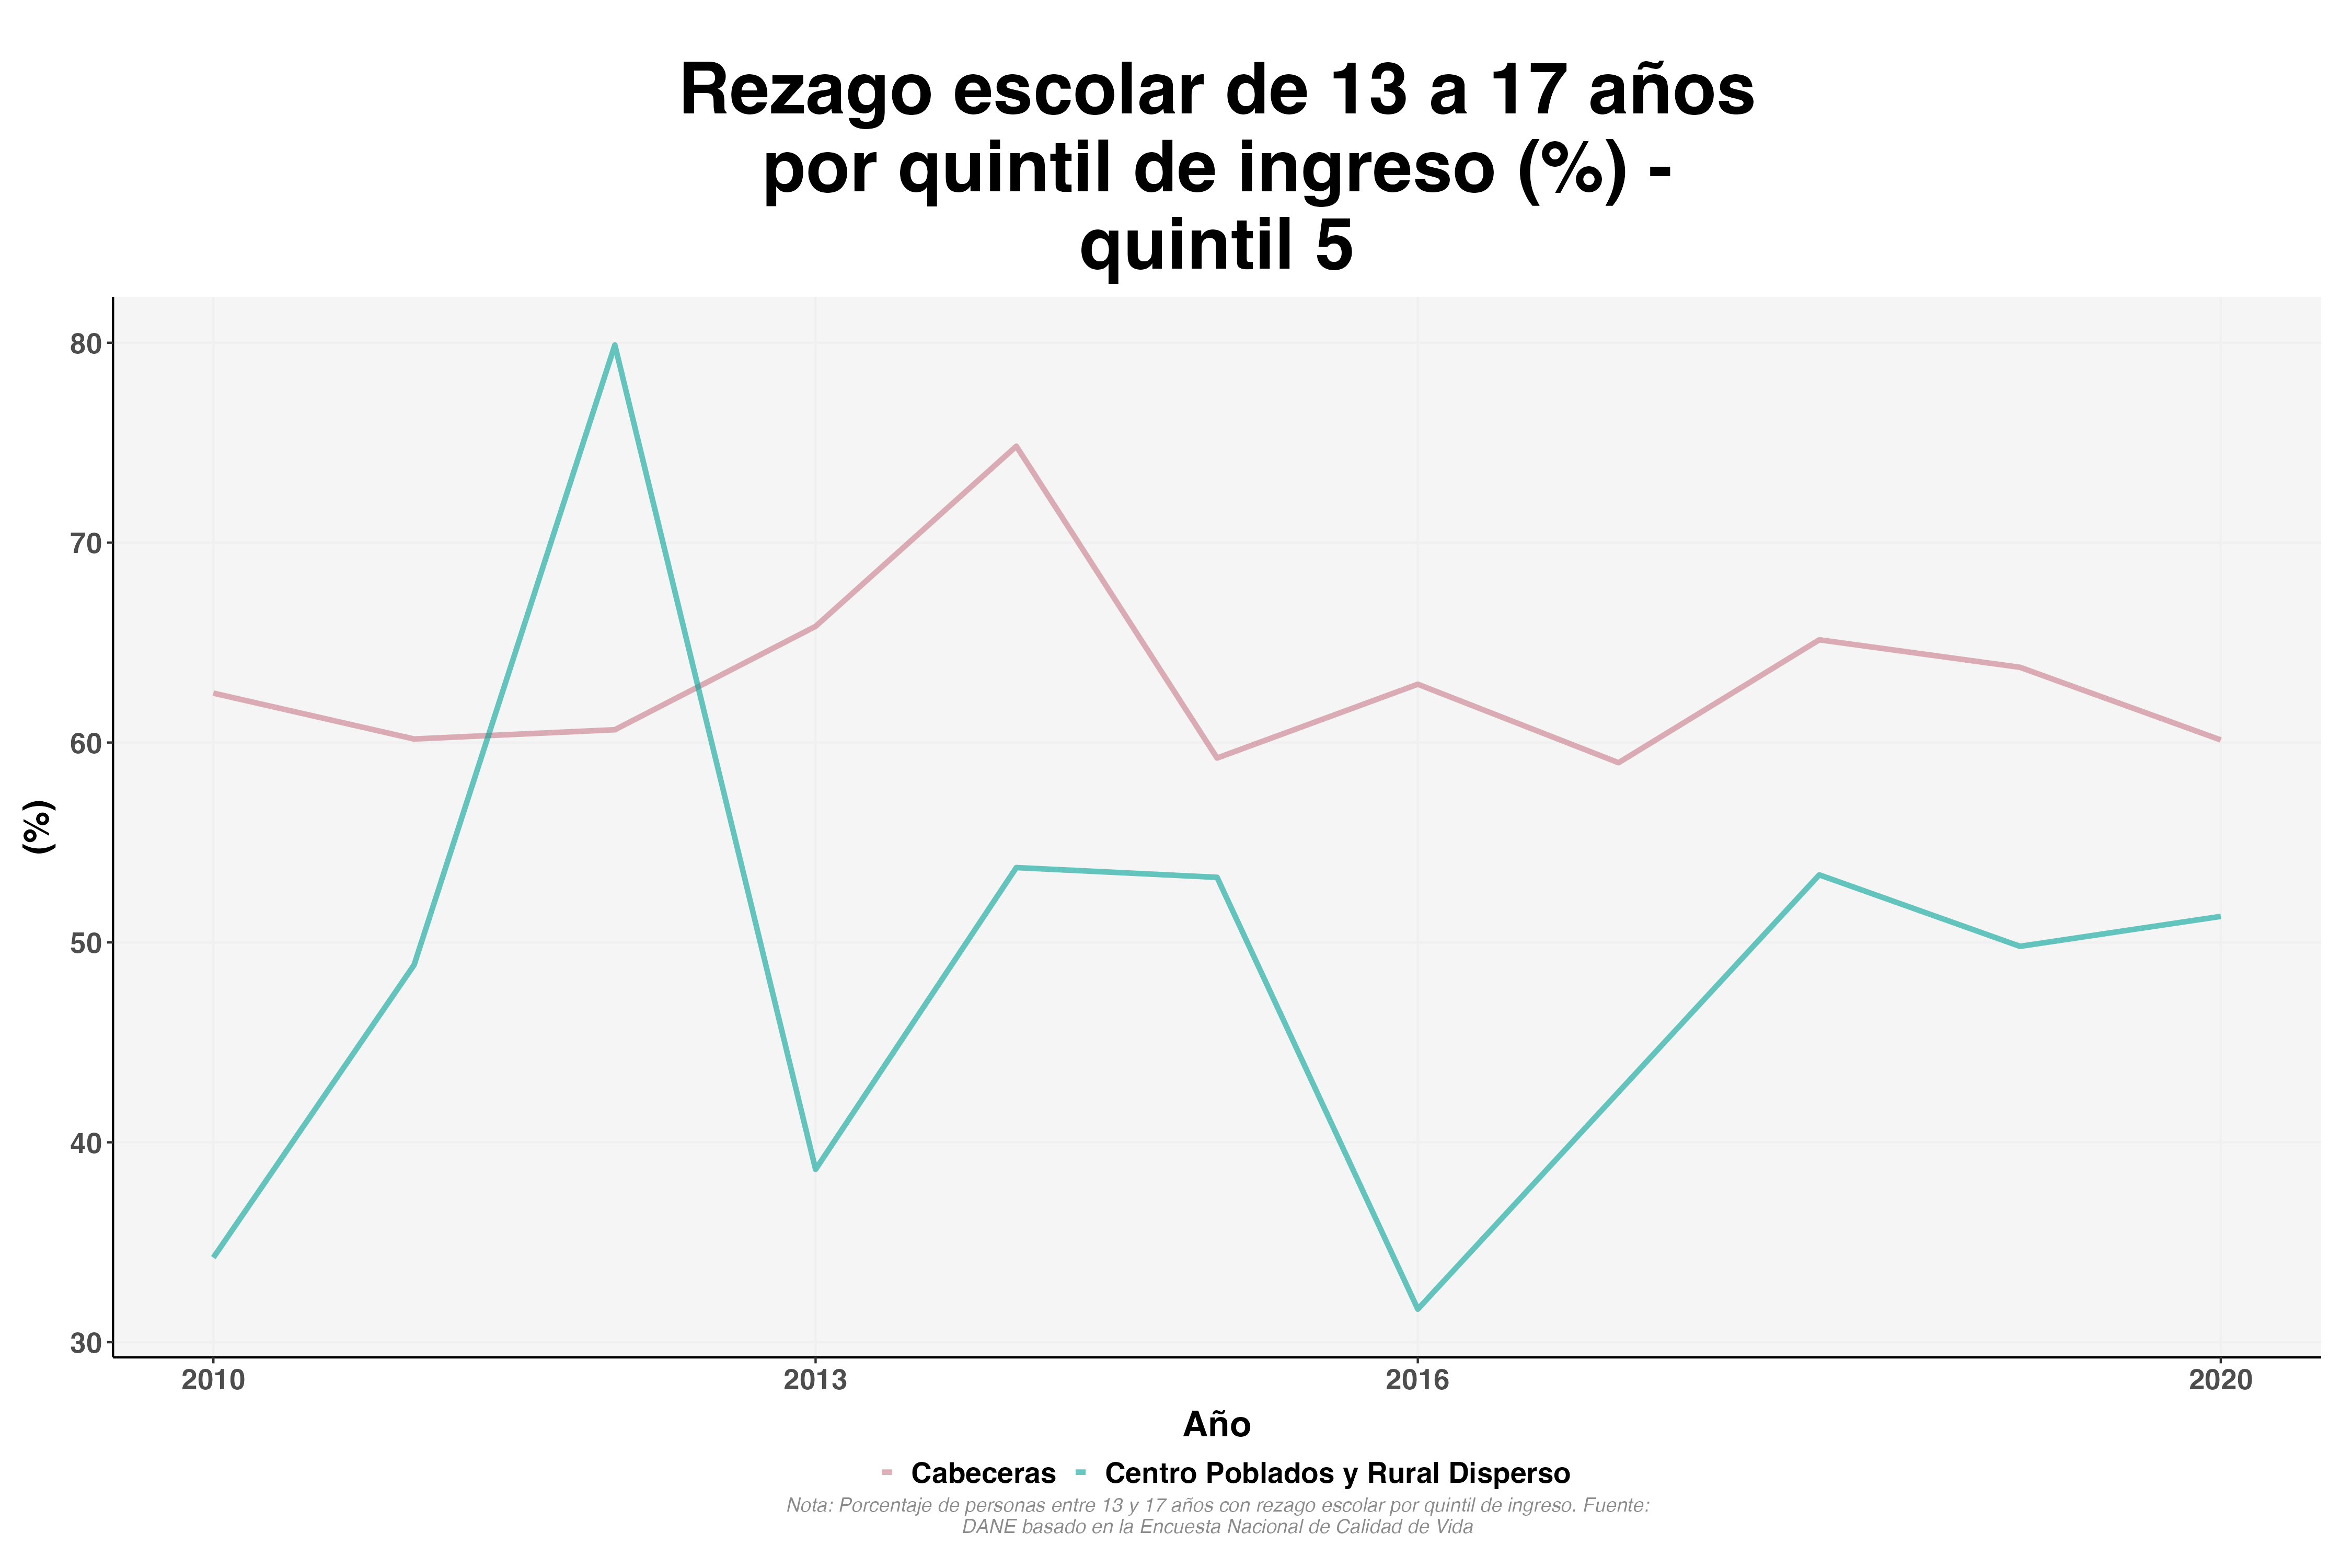 Rezago escolar de 13 a 17 años
por quintil de ingreso (%) -
quintil 5
80
70
60
50
40
30
(%)
2010
2013
2016
2020
Año
Cabeceras
Centro Poblados y Rural Disperso
Nota: Porcentaje de personas entre 13 y 17 años con rezago escolar por quintil de ingreso. Fuente:
DANE basado en la Encuesta Nacional de Calidad de Vida